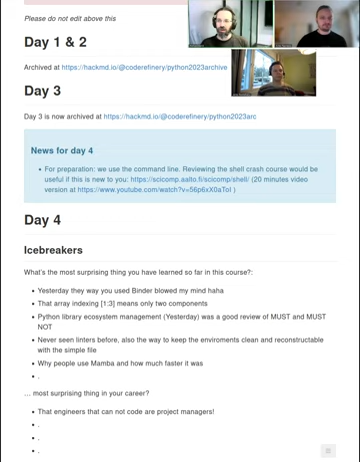 Please do not edit above this
Day 1 & 2
Archived at https://hackmd.io/@coderefinery/python2023archive
Day 3
Day 3 is now archived at https://hackmd.io/@coderefinery/python2023arc
News for day 4
• For preparation: we use the command line. Reviewing the shell crash course would be
useful if this is new to you: https://scicomp.aalto.fi/scicomp/shell/ (20 minutes video
version at https://www.youtube.com/watch?v=56p6xX0aToI )
Day 4
Icebreakers
What's the most surprising thing you have learned so far in this course?:
• Yesterday they way you used Binder blowed my mind haha
• That array indexing [1:3] means only two components
• Python library ecosystem management (Yesterday) was a good review of MUST and MUST
NOT
• Never seen linters before, also the way to keep the enviroments clean and reconstructable
with the simple file
• Why people use Mamba and how much faster it was
• .
... most surprising thing in your career?
• That engineers that can not code are project managers!
• .
• .
• .